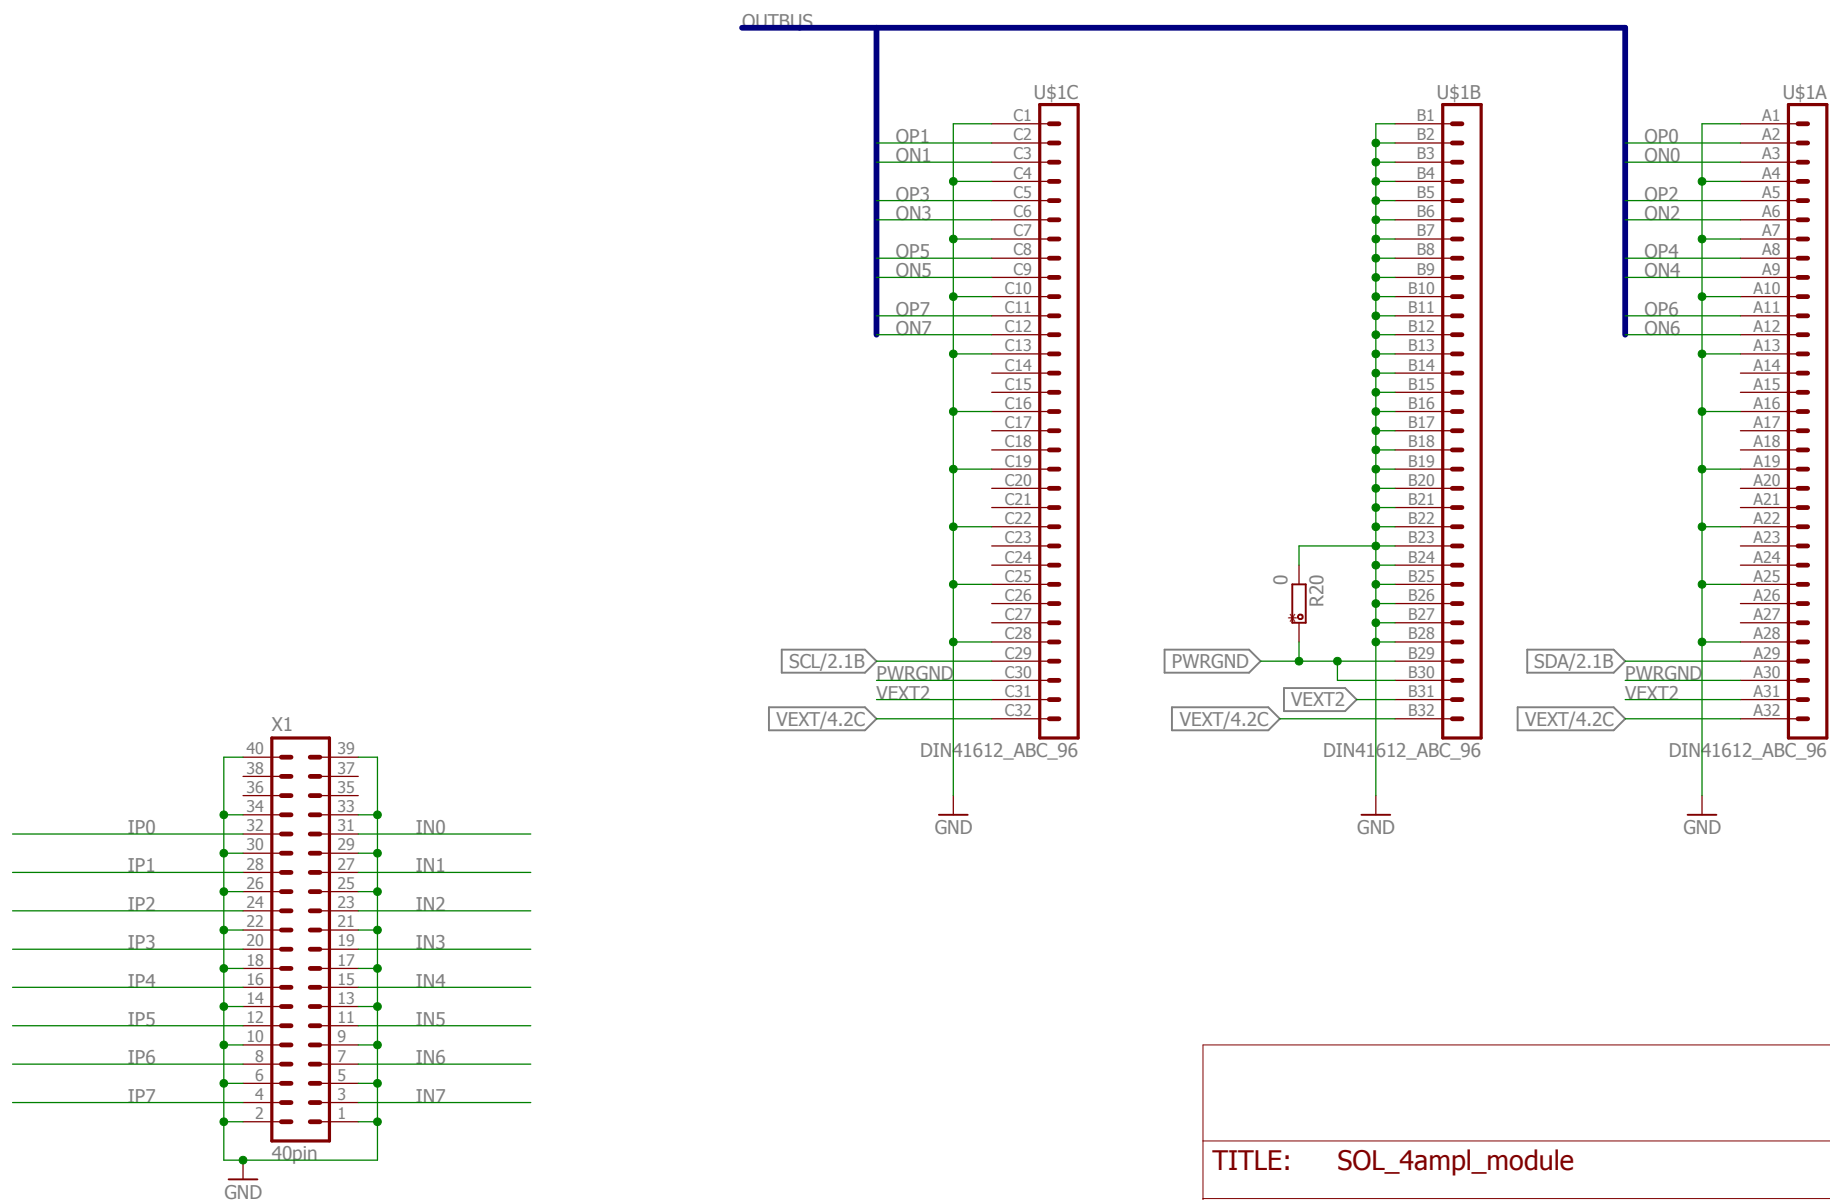 OUTBUS
U$1C
C1
C2
C3
C4
C5
C6
C7
C8
C9
C10
C11
C12
C13
C14
C15
C16
C17
C18
C19
C20
C21
C22
C23
C24
C25
C26
C27
C28
C29
C30
C31
C32
OP1
ON1
OP3
ON3
OP5
ON5
OP7
ON7
SCL/2.1B
PWRGND
VEXT2
VEXT/4.2C
DIN41612_ABC_96
GND
U$1B
B1
B2
B3
B4
B5
B6
B7
B8
B9
B10
B11
B12
B13
B14
B15
B16
B17
B18
B19
B20
B21
B22
B23
B24
B25
B26
B27
B28
B29
B30
B31
B32
0
R20
PWRGND
VEXT2
VEXT/4.2C
DIN41612_ABC_96
GND
U$1A
A1
A2
A3
A4
A5
A6
A7
A8
A9
A10
A11
A12
A13
A14
A15
A16
A17
A18
A19
A20
A21
A22
A23
A24
A25
A26
A27
A28
A29
A30
A31
A32
OP0
ON0
OP2
ON2
OP4
ON4
OP6
ON6
SDA/2.1B
PWRGND
VEXT2
VEXT/4.2C
DIN41612_ABC_96
GND
X1
40 39
38 37
36 35
34 33
IP0 32 31 IN0
30 29
IP1 28 27 IN1
26 25
IP2 24 23 IN2
22 21
IP3 20 19 IN3
18 17
IP4 16 15 IN4
14 13
IP5 12 11 IN5
10 9
IP6 8 7 IN6
6 5
IP7 4 3 IN7
2 1
40pin
GND
TITLE: SOL_4ampl_module